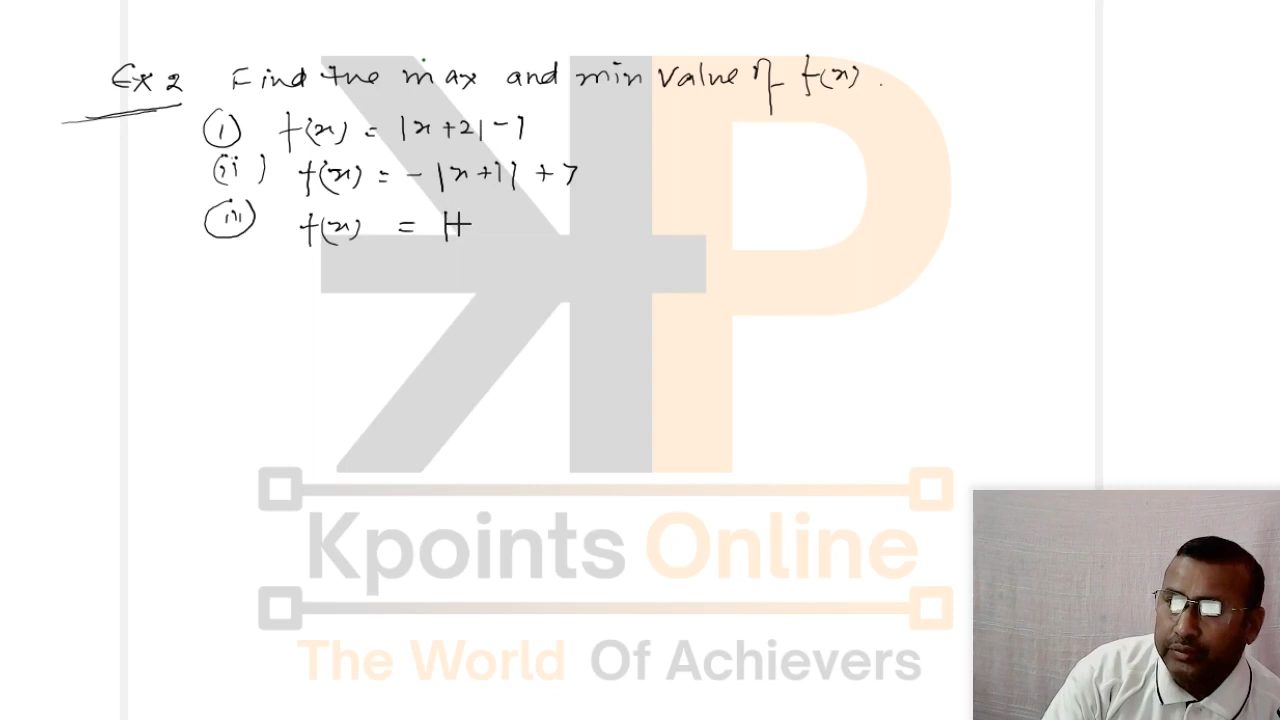 Ex 2 Find the max and min value of f(x).
(i) f(x) = |x+2| - 1
(ii) f(x) = - |x+1| + 7
(iii) f(x) =
Kpoints Online
The World Of Achievers